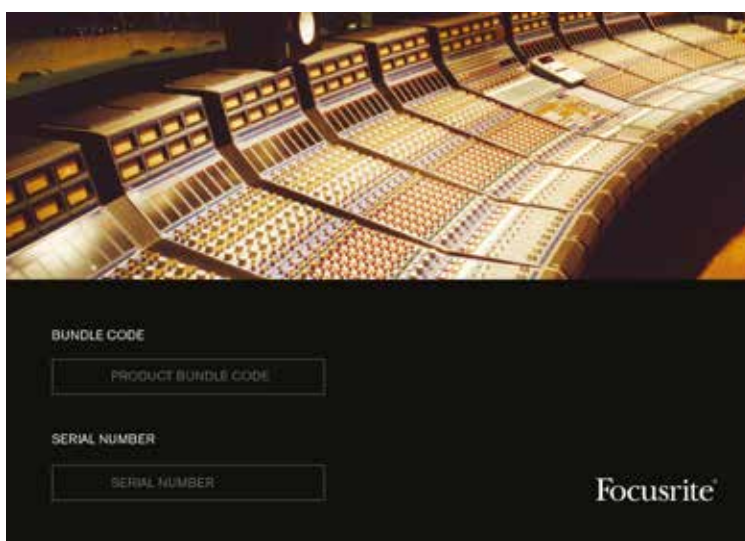 BUNDLE CODE
PRODUCT BUNDLE CODE
SERIAL NUMBER
SERIAL NUMBER
Focusrite®